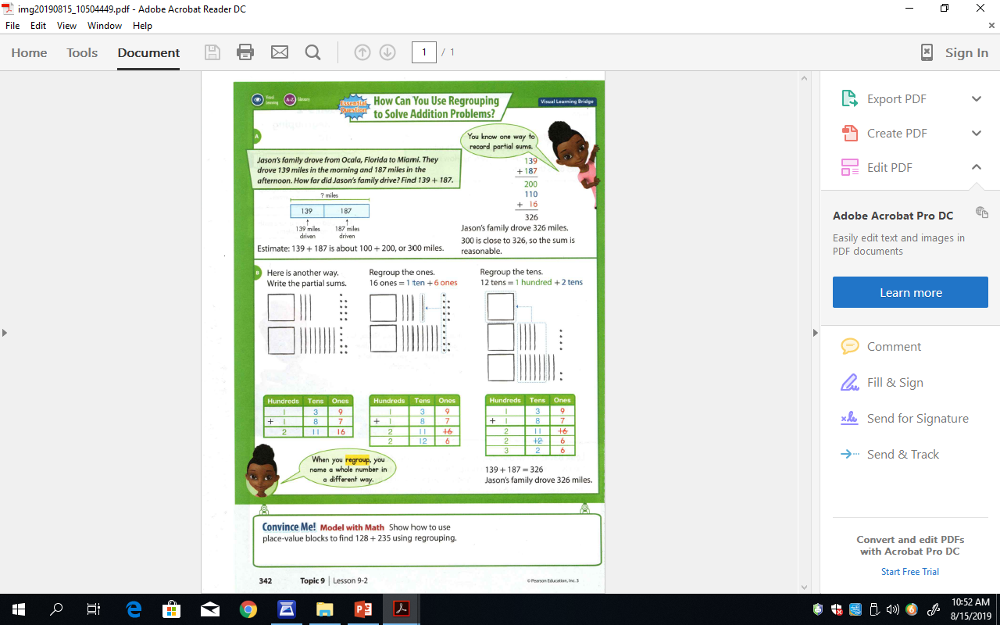 img20190815_10504449.pdf - Adobe Acrobat Reader DC
File Edit View Window Help
Home Tools Document 1 / 1 Sign In
Visual Learning
A-Z Glossary
Essential Question
How Can You Use Regrouping
to Solve Addition Problems?
Visual Learning Bridge
A
Jason's family drove from Ocala, Florida to Miami. They
drove 139 miles in the morning and 187 miles in the
afternoon. How far did Jason's family drive? Find 139 + 187.
? miles
139 187
139 miles driven
187 miles driven
Estimate: 139 + 187 is about 100 + 200, or 300 miles.
You know one way to
record partial sums.
139
+ 187
200
110
+ 16
326
Jason's family drove 326 miles.
300 is close to 326, so the sum is
reasonable.
B
Here is another way.
Write the partial sums.
Hundreds Tens Ones
1 3 9
+ 1 8 7
2 11 16
Regroup the ones.
16 ones = 1 ten + 6 ones
Hundreds Tens Ones
1 3 9
+ 1 8 7
2 11 16
2 12 6
Regroup the tens.
12 tens = 1 hundred + 2 tens
Hundreds Tens Ones
1 3 9
+ 1 8 7
2 11 16
2 12 6
3 2 6
139 + 187 = 326
Jason's family drove 326 miles.
When you regroup, you
name a whole number in
a different way.
Convince Me! Model with Math Show how to use
place-value blocks to find 128 + 235 using regrouping.
342 Topic 9 | Lesson 9-2
© Pearson Education, Inc. 3
Export PDF
Create PDF
Edit PDF
Adobe Acrobat Pro DC
Easily edit text and images in
PDF documents
Learn more
Comment
Fill & Sign
Send for Signature
Send & Track
Convert and edit PDFs
with Acrobat Pro DC
Start Free Trial
10:52 AM
8/15/2019